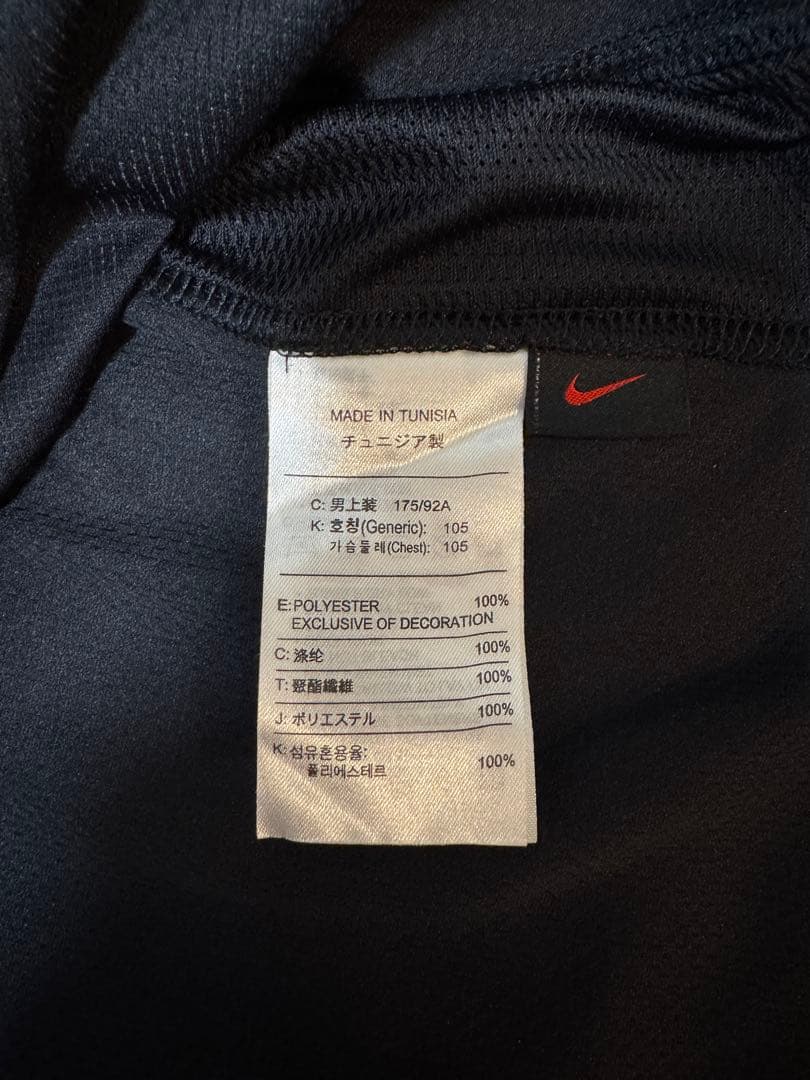 MADE IN TUNISIA
チュニジア製
C: 男上装 175/92A
K: 호칭(Generic): 105
가슴둘레(Chest): 105
E:POLYESTER 100%
EXCLUSIVE OF DECORATION
C: 涤纶 100%
T: 聚酯纖維 100%
J: ポリエステル 100%
K: 섬유혼용율:
폴리에스테르 100%